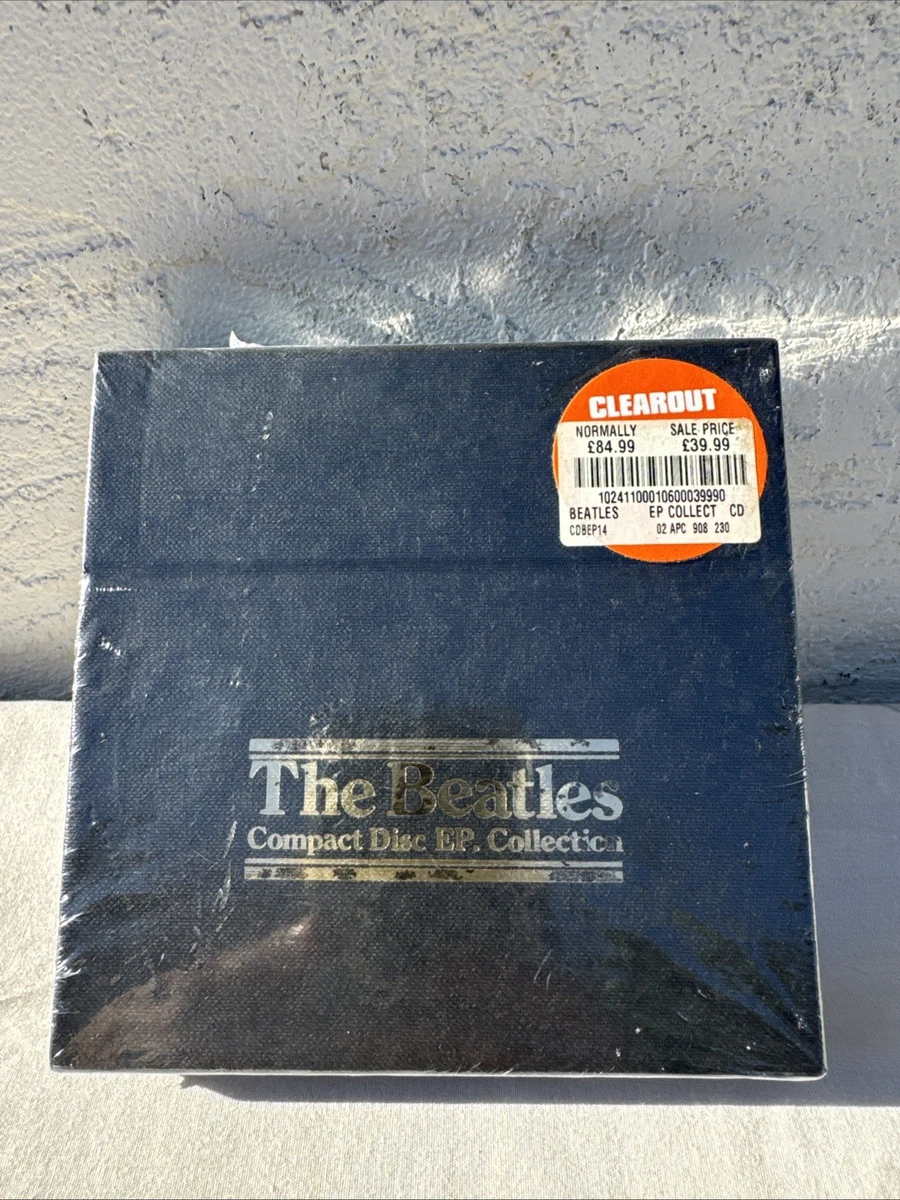 CLEAROUT
NORMALLY SALE PRICE
£84.99 £39.99
10241100010600039990
BEATLES EP COLLECT CD
CDBEP14 02 APC 908 230
The Beatles
Compact Disc EP. Collection